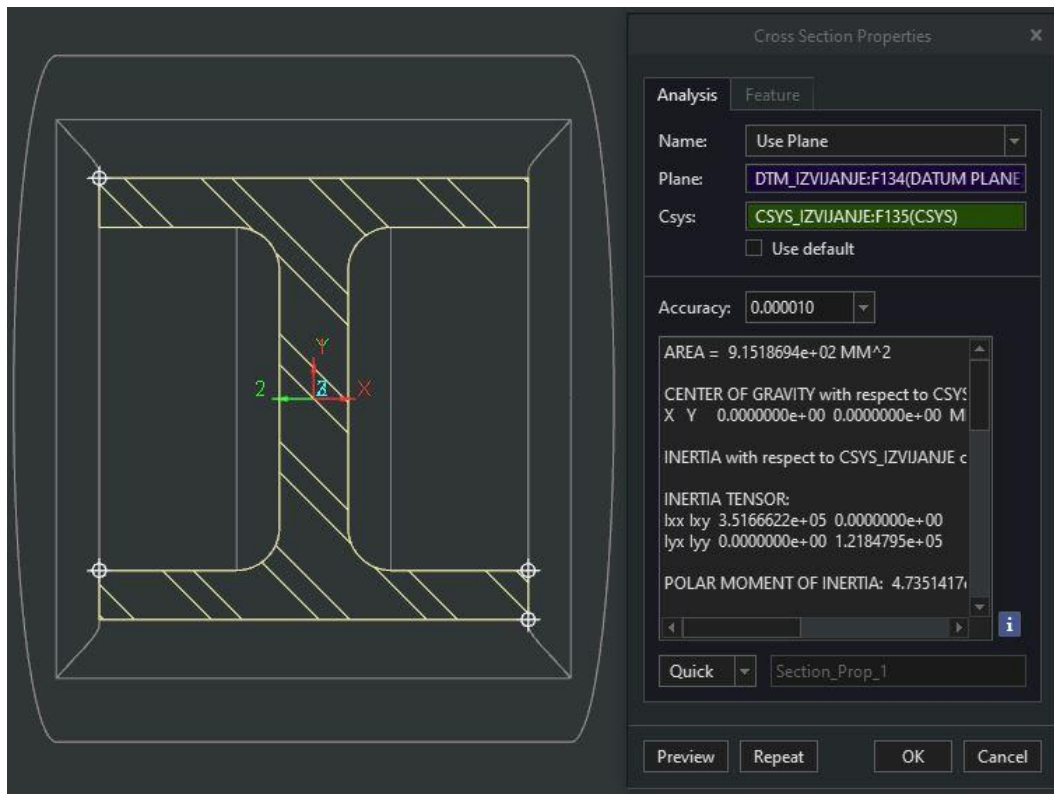 Cross Section Properties
Analysis Feature
Name: Use Plane
Plane: DTM_IZVIJANJE:F134(DATUM PLANE
Csys: CSYS_IZVIJANJE:F135(CSYS)
Use default
Accuracy: 0.000010
AREA = 9.1518694e+02 MM^2
CENTER OF GRAVITY with respect to CSYS
X Y 0.0000000e+00 0.0000000e+00 M
INERTIA with respect to CSYS_IZVIJANJE c
INERTIA TENSOR:
Ixx Ixy 3.5166622e+05 0.0000000e+00
Iyx Iyy 0.0000000e+00 1.2184795e+05
POLAR MOMENT OF INERTIA: 4.7351417
Quick Section_Prop_1
Preview Repeat OK Cancel
Y
2 X